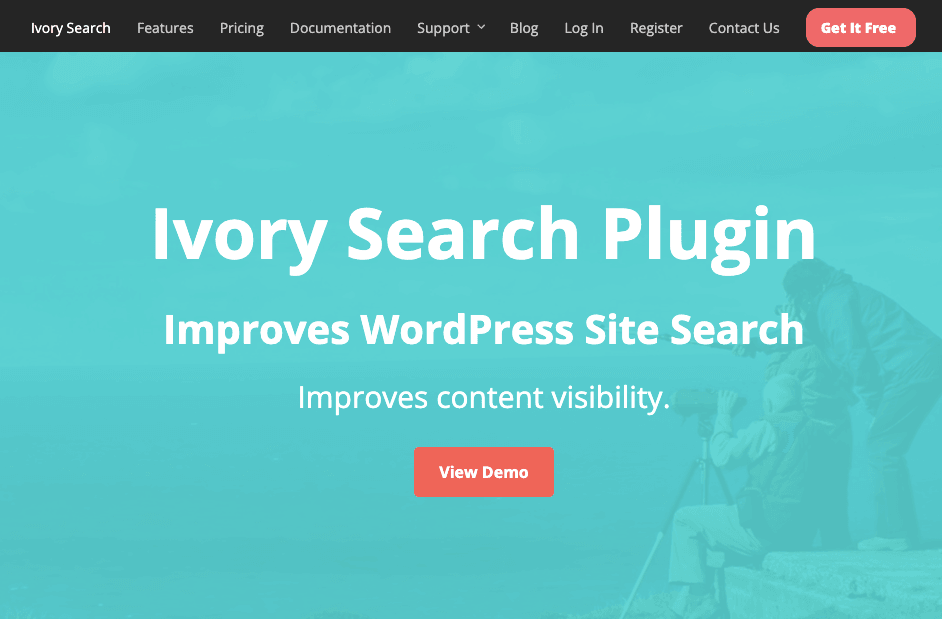 Ivory Search Features Pricing Documentation Support Blog Log In Register Contact Us Get It Free
Ivory Search Plugin
Improves WordPress Site Search
Improves content visibility.
View Demo